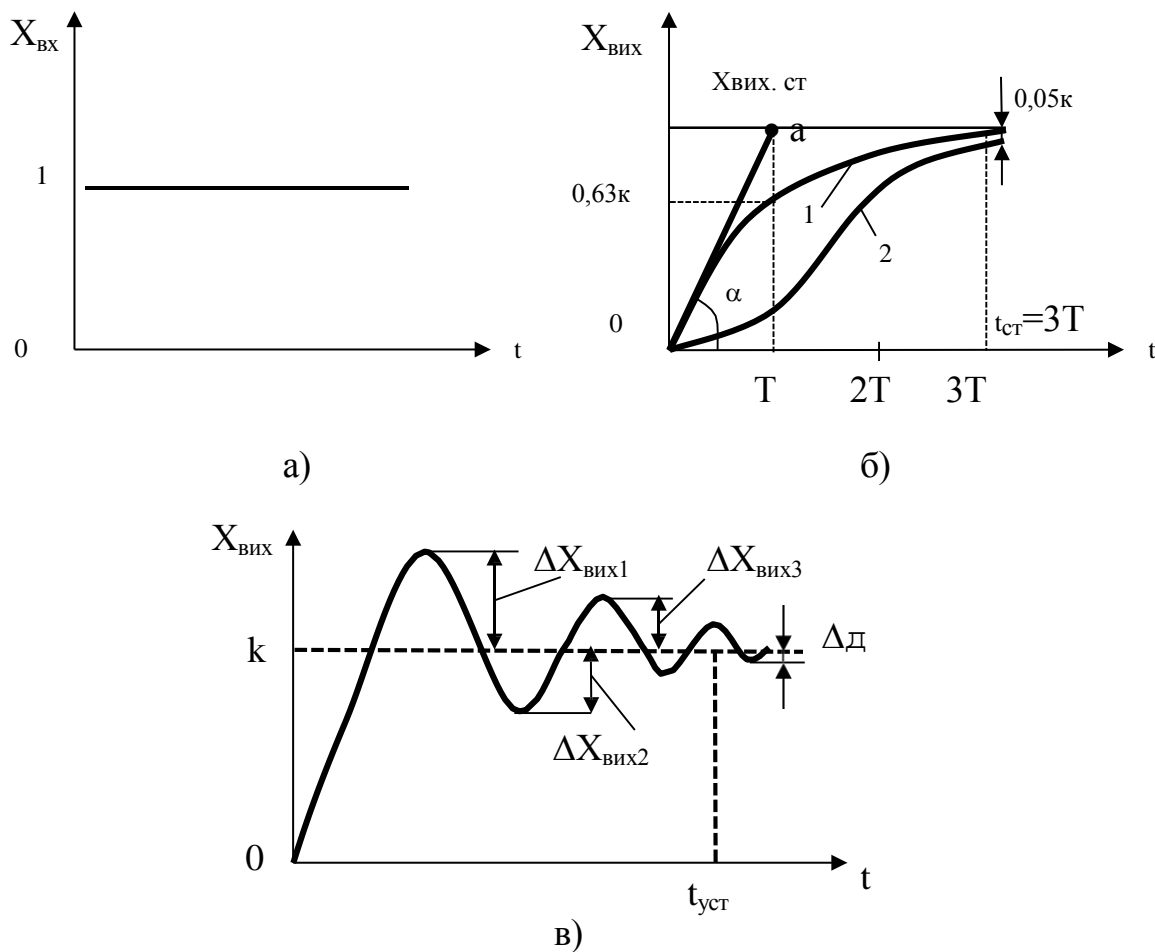 Xвх
1
0
t
а)
Xвих
Xвих. ст
а
0,05к
0,63к
1
2
α
0
tст=3T
t
T
2T
3T
б)
Xвих
ΔXвих1
ΔXвих3
k
Δд
ΔXвих2
0
tуст
t
в)